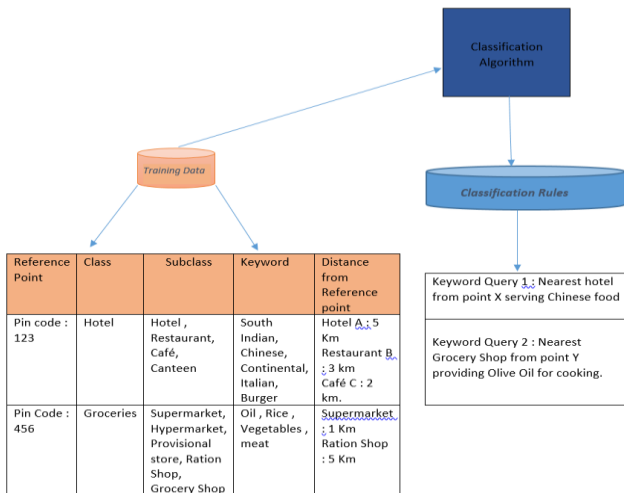 Classification
Algorithm
Training Data
Classification Rules
Reference
Point
Class
Subclass
Keyword
Distance
from
Reference
point
Pin code :
123
Hotel
Hotel ,
Restaurant,
Café,
Canteen
South
Indian,
Chinese,
Continental,
Italian,
Burger
Hotel A : 5
Km
Restaurant B
: 3 km
Café C : 2
km.
Pin Code :
456
Groceries
Supermarket,
Hypermarket,
Provisional
store, Ration
Shop,
Grocery Shop
Oil , Rice ,
Vegetables ,
meat
Supermarket
: 1 Km
Ration Shop
: 5 Km
Keyword Query 1 : Nearest hotel
from point X serving Chinese food
Keyword Query 2 : Nearest
Grocery Shop from point Y
providing Olive Oil for cooking.